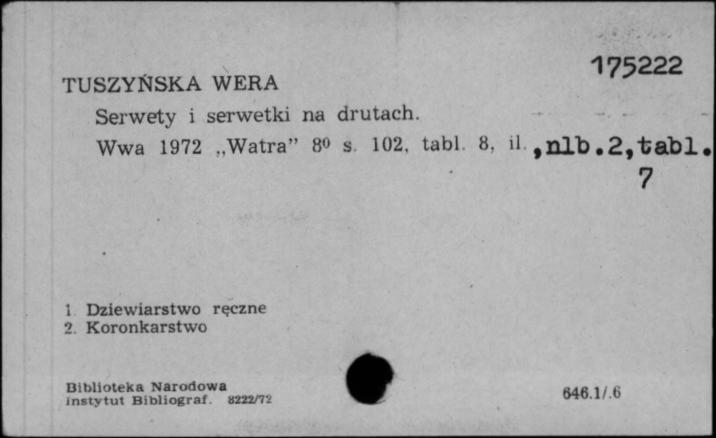 175222
TUSZYŃSKA WERA
Serwety i serwetki na drutach.
Wwa 1972 „Watra” 8⁰ s. 102, tabl. 8, il. ,nlb.2,tabl.
7
1. Dziewiarstwo ręczne
2. Koronkarstwo
Biblioteka Narodowa
Instytut Bibliograf. 8222/72
646.1/.6